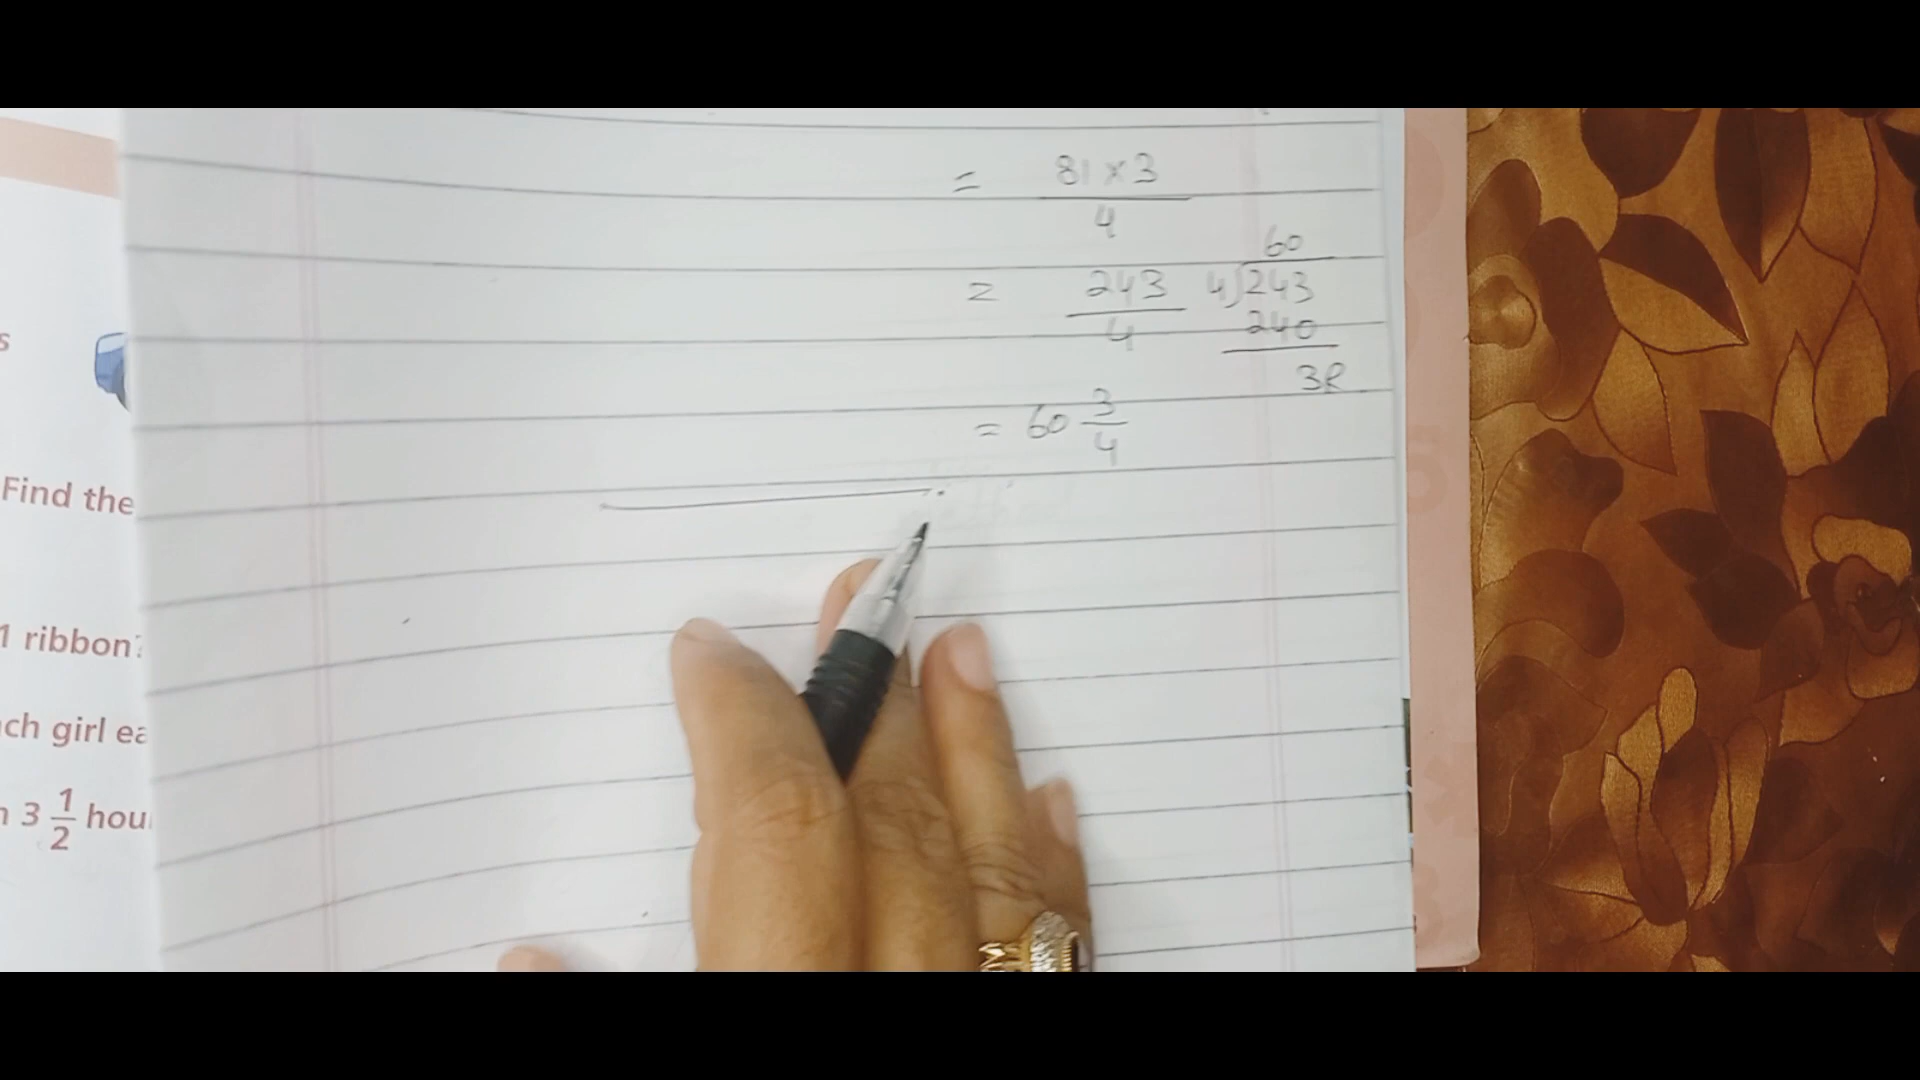 = 81 × 3 / 4
= 243 / 4
60
4)243
240
3R
= 60 3/4
s
Find the
1 ribbon?
ch girl ea
3 1/2 hou